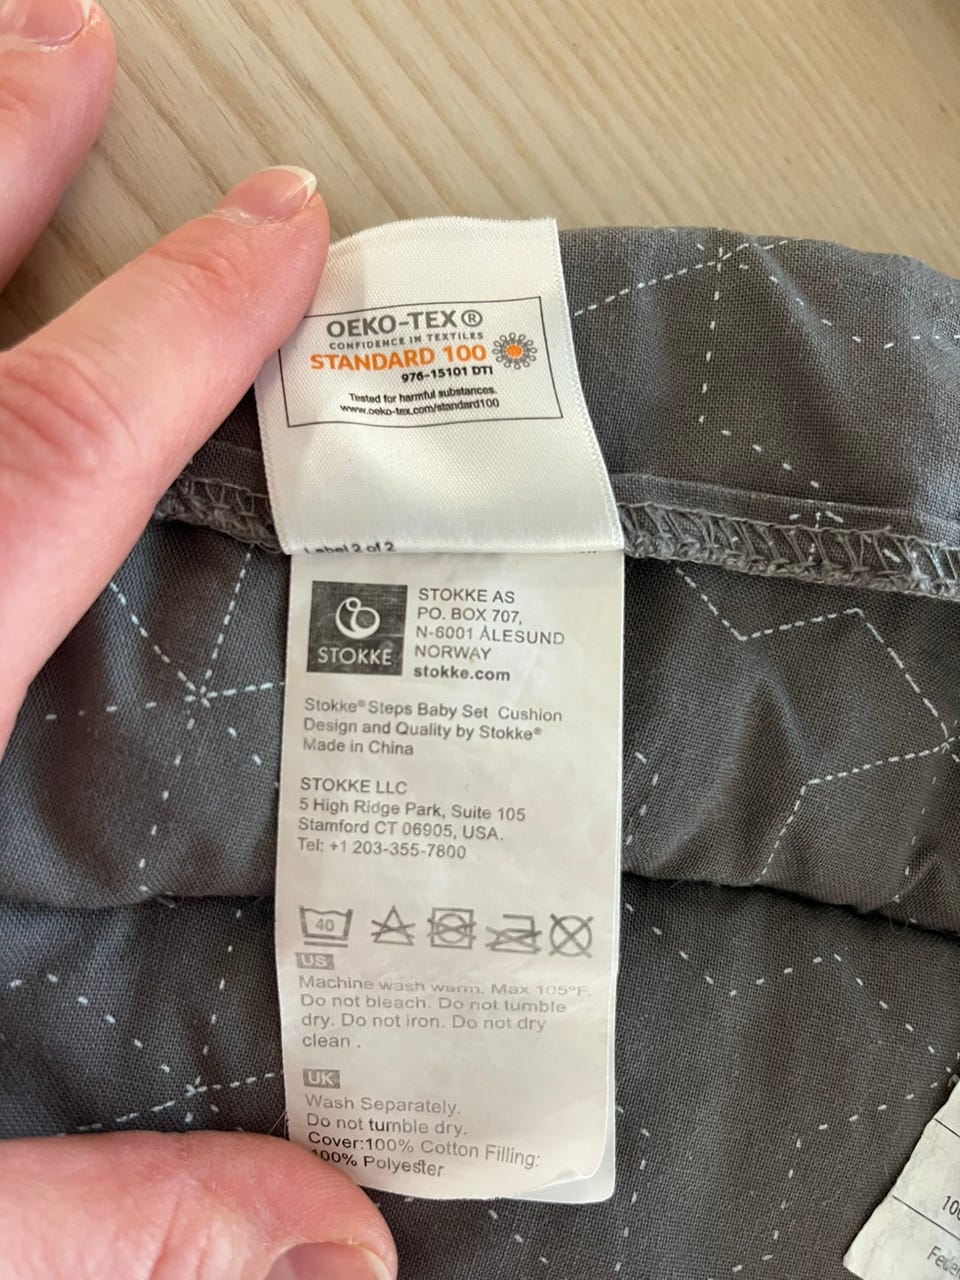 OEKO-TEX®
CONFIDENCE IN TEXTILES
STANDARD 100
976-15101 DTI
Tested for harmful substances.
www.oeko-tex.com/standard100
Label 2 of 2
STOKKE
STOKKE AS
PO. BOX 707,
N-6001 ÅLESUND
NORWAY
stokke.com
Stokke® Steps Baby Set Cushion
Design and Quality by Stokke®
Made in China
STOKKE LLC
5 High Ridge Park, Suite 105
Stamford CT 06905, USA.
Tel: +1 203-355-7800
40
US
Machine wash warm. Max 105°F.
Do not bleach. Do not tumble
dry. Do not iron. Do not dry
clean .
UK
Wash Separately.
Do not tumble dry.
Cover:100% Cotton Filling:
100% Polyester